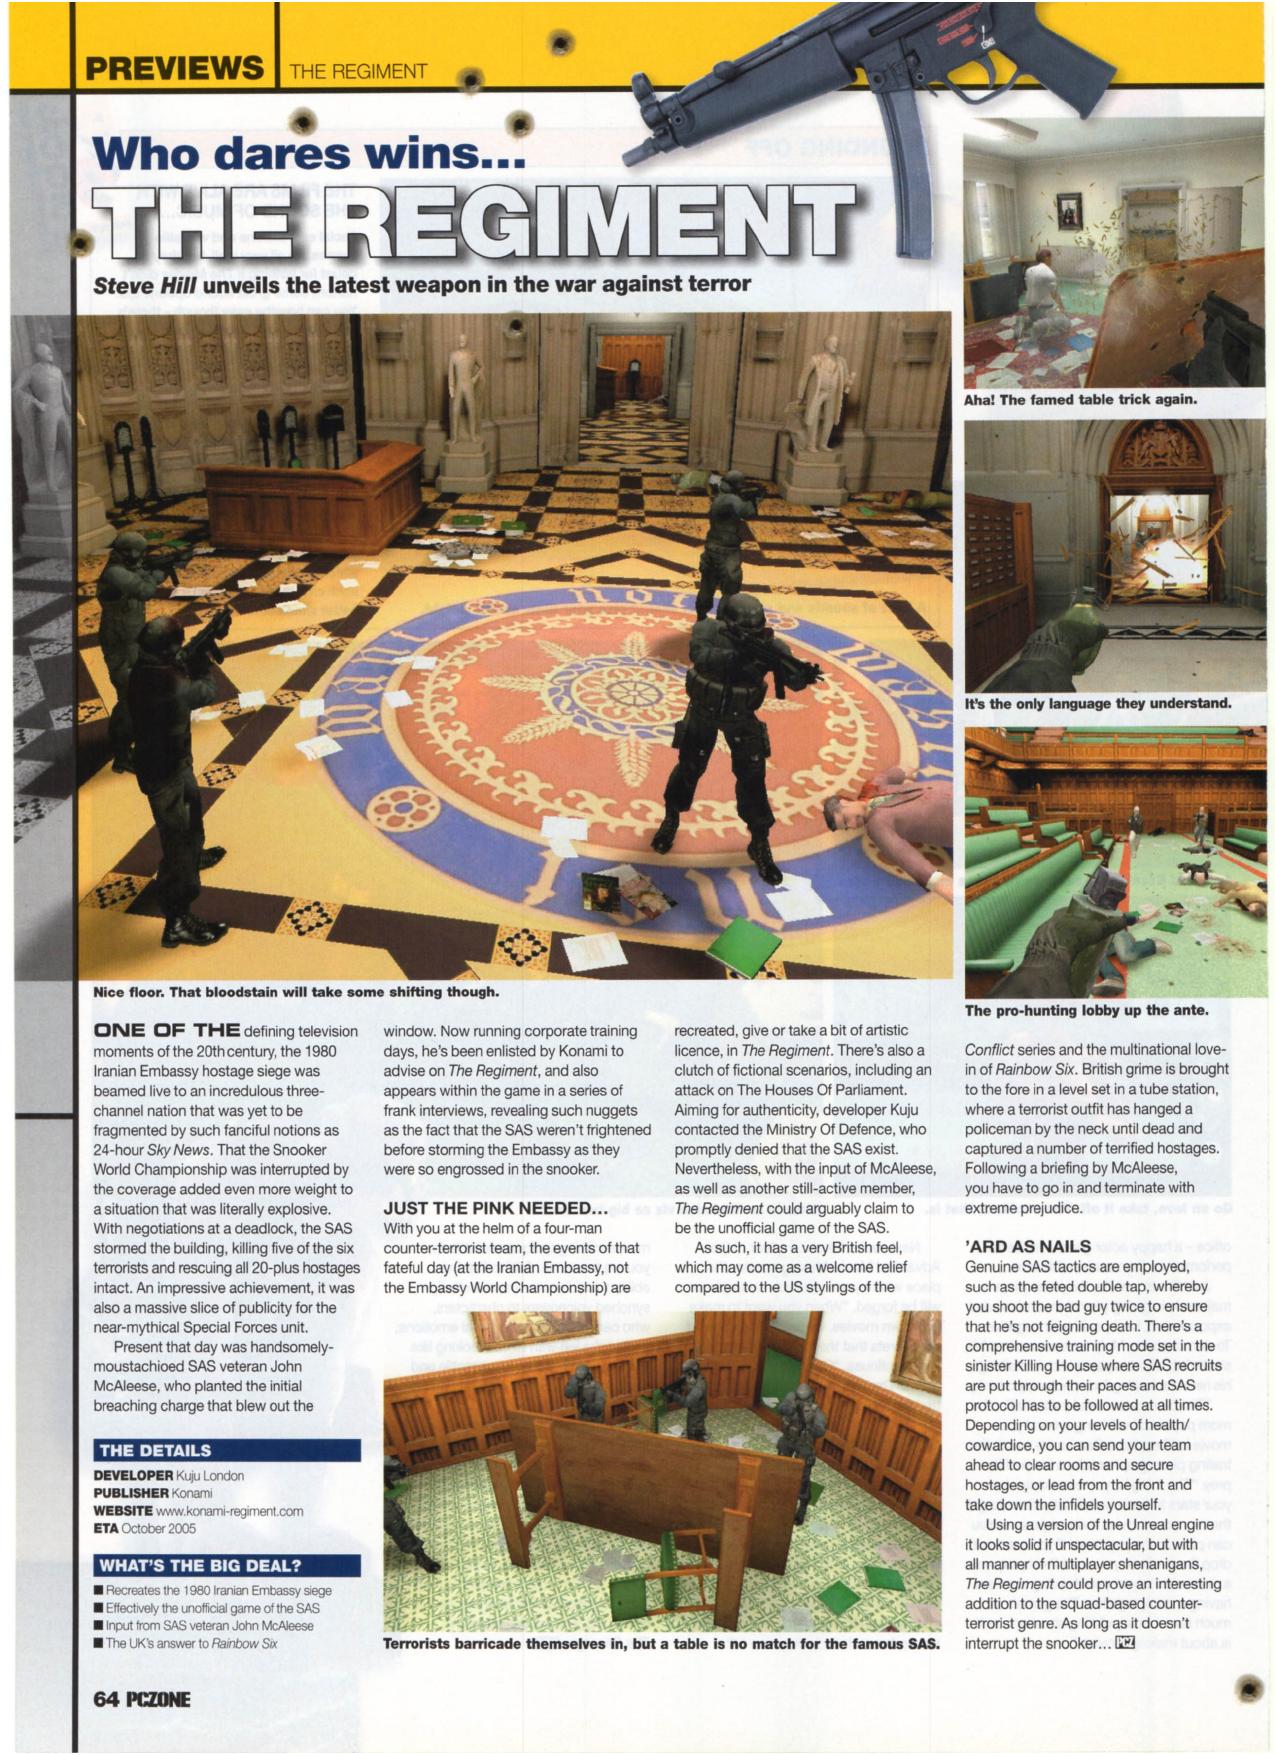 PREVIEWS THE REGIMENT
Who dares wins...
THE REGIMENT
Steve Hill unveils the latest weapon in the war against terror
Aha! The famed table trick again.
It's the only language they understand.
The pro-hunting lobby up the ante.
Nice floor. That bloodstain will take some shifting though.
ONE OF THE defining television
moments of the 20th century, the 1980
Iranian Embassy hostage siege was
beamed live to an incredulous three-
channel nation that was yet to be
fragmented by such fanciful notions as
24-hour Sky News. That the Snooker
World Championship was interrupted by
the coverage added even more weight to
a situation that was literally explosive.
With negotiations at a deadlock, the SAS
stormed the building, killing five of the six
terrorists and rescuing all 20-plus hostages
intact. An impressive achievement, it was
also a massive slice of publicity for the
near-mythical Special Forces unit.
Present that day was handsomely-
moustachioed SAS veteran John
McAleese, who planted the initial
breaching charge that blew out the
window. Now running corporate training
days, he's been enlisted by Konami to
advise on The Regiment, and also
appears within the game in a series of
frank interviews, revealing such nuggets
as the fact that the SAS weren't frightened
before storming the Embassy as they
were so engrossed in the snooker.
JUST THE PINK NEEDED...
With you at the helm of a four-man
counter-terrorist team, the events of that
fateful day (at the Iranian Embassy, not
the Embassy World Championship) are
recreated, give or take a bit of artistic
licence, in The Regiment. There's also a
clutch of fictional scenarios, including an
attack on The Houses Of Parliament.
Aiming for authenticity, developer Kuju
contacted the Ministry Of Defence, who
promptly denied that the SAS exist.
Nevertheless, with the input of McAleese,
as well as another still-active member,
The Regiment could arguably claim to
be the unofficial game of the SAS.
As such, it has a very British feel,
which may come as a welcome relief
compared to the US stylings of the
Conflict series and the multinational love-
in of Rainbow Six. British grime is brought
to the fore in a level set in a tube station,
where a terrorist outfit has hanged a
policeman by the neck until dead and
captured a number of terrified hostages.
Following a briefing by McAleese,
you have to go in and terminate with
extreme prejudice.
'ARD AS NAILS
Genuine SAS tactics are employed,
such as the feted double tap, whereby
you shoot the bad guy twice to ensure
that he's not feigning death. There's a
comprehensive training mode set in the
sinister Killing House where SAS recruits
are put through their paces and SAS
protocol has to be followed at all times.
Depending on your levels of health/
cowardice, you can send your team
ahead to clear rooms and secure
hostages, or lead from the front and
take down the infidels yourself.
Using a version of the Unreal engine
it looks solid if unspectacular, but with
all manner of multiplayer shenanigans,
The Regiment could prove an interesting
addition to the squad-based counter-
terrorist genre. As long as it doesn't
interrupt the snooker... PCZ
THE DETAILS
DEVELOPER Kuju London
PUBLISHER Konami
WEBSITE www.konami-regiment.com
ETA October 2005
WHAT'S THE BIG DEAL?
■ Recreates the 1980 Iranian Embassy siege
■ Effectively the unofficial game of the SAS
■ Input from SAS veteran John McAleese
■ The UK's answer to Rainbow Six
Terrorists barricade themselves in, but a table is no match for the famous SAS.
64 PCZONE